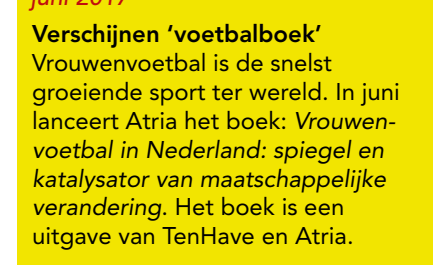 juni 2017
Verschijnen ‘voetbalboek’
Vrouwenvoetbal is de snelst
groeiende sport ter wereld. In juni
lanceert Atria het boek: Vrouwen-
voetbal in Nederland: spiegel en
katalysator van maatschappelijke
verandering. Het boek is een
uitgave van TenHave en Atria.